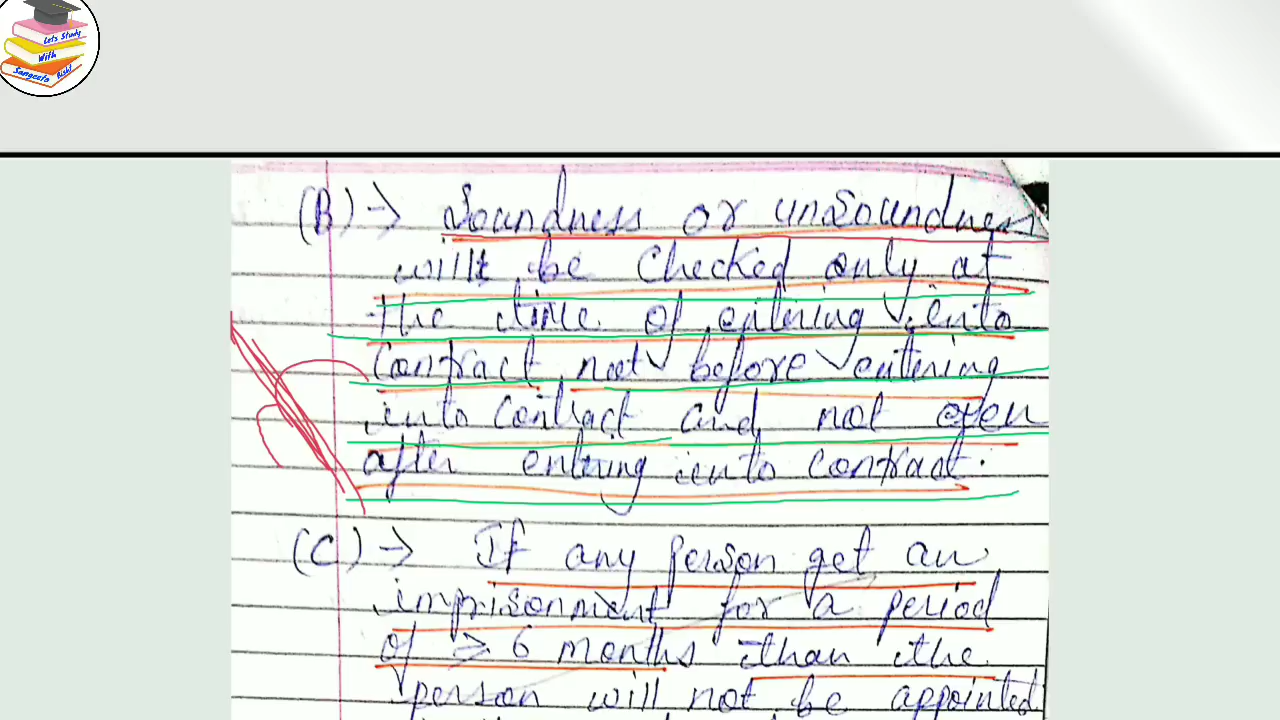 Lets Study
With
Sangeeta Bisht
(B) → Soundness or unsoundness
will be checked only at
the time of entring into
contract not before entering
into contract and not even
after entring into contract.
(C) → If any person get an
imprisonment for a period
of ≥ 6 months than the
person will not be appointed